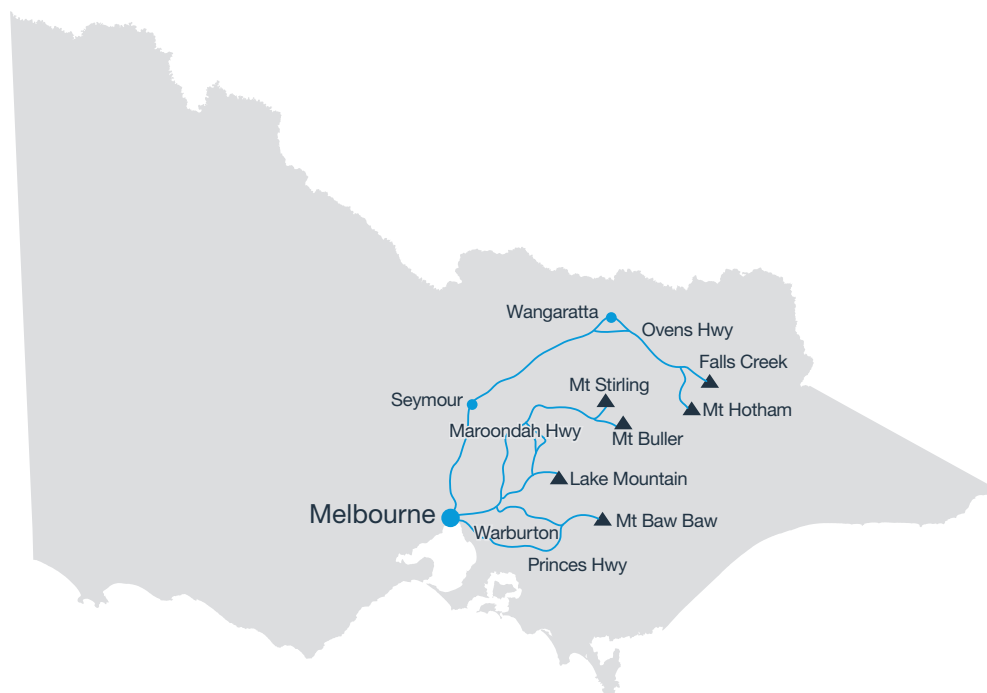 Wangaratta
Ovens Hwy
Falls Creek
Mt Stirling
Seymour
Mt Hotham
Maroondah Hwy
Mt Buller
Lake Mountain
Melbourne
Mt Baw Baw
Warburton
Princes Hwy